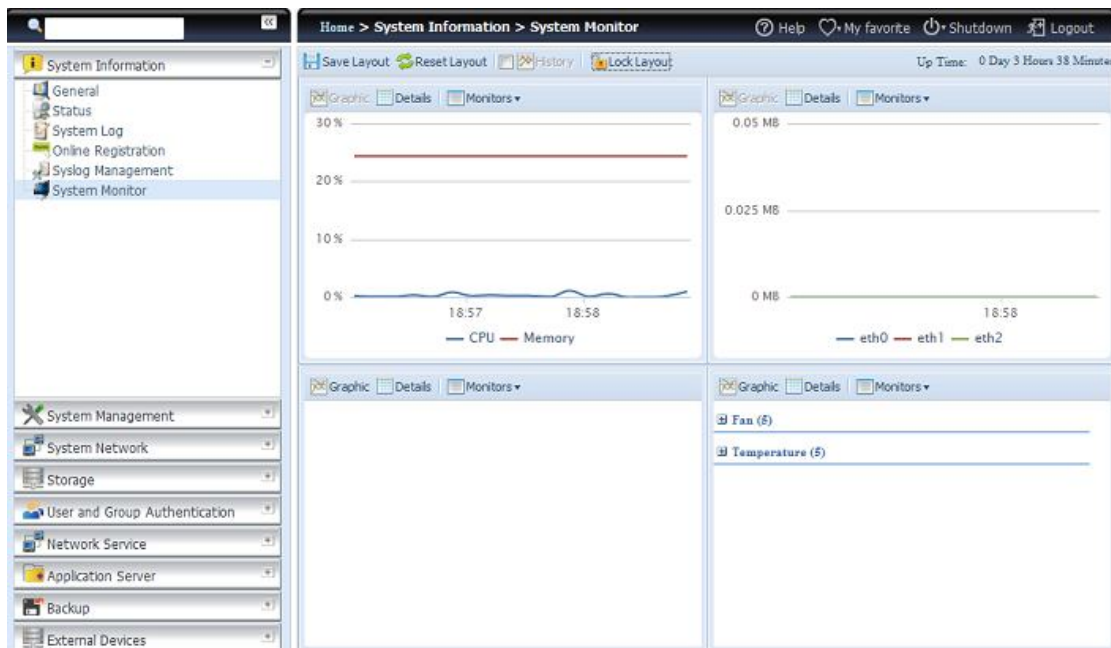 Home > System Information > System Monitor
Help My favorite Shutdown Logout
System Information
General
Status
System Log
Online Registration
Syslog Management
System Monitor
System Management
System Network
Storage
User and Group Authentication
Network Service
Application Server
Backup
External Devices
Save Layout Reset Layout History Lock Layout
Up Time: 0 Day 3 Hours 38 Minute
Graphic Details Monitors
30 %
20 %
10 %
0 %
18:57 18:58
CPU Memory
Graphic Details Monitors
0.05 MB
0.025 MB
0 MB
18:58
eth0 eth1 eth2
Graphic Details Monitors
Graphic Details Monitors
Fan (5)
Temperature (5)